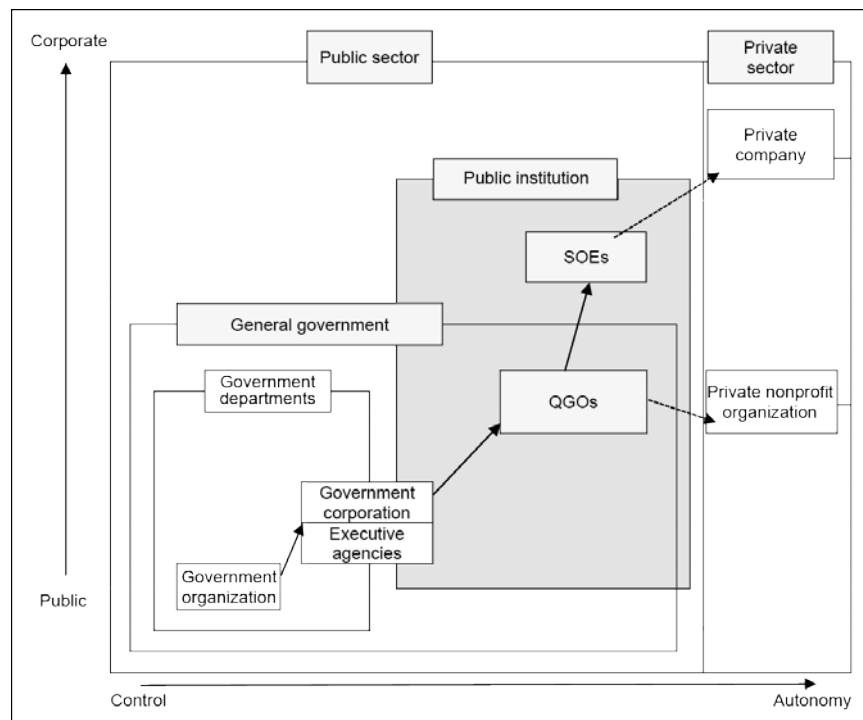 Corporate
Public sector
Private
sector
Private
company
Public institution
SOEs
General government
Government
departments
QGOs
Private nonprofit
organization
Government
corporation
Executive
agencies
Government
organization
Public
Control
Autonomy